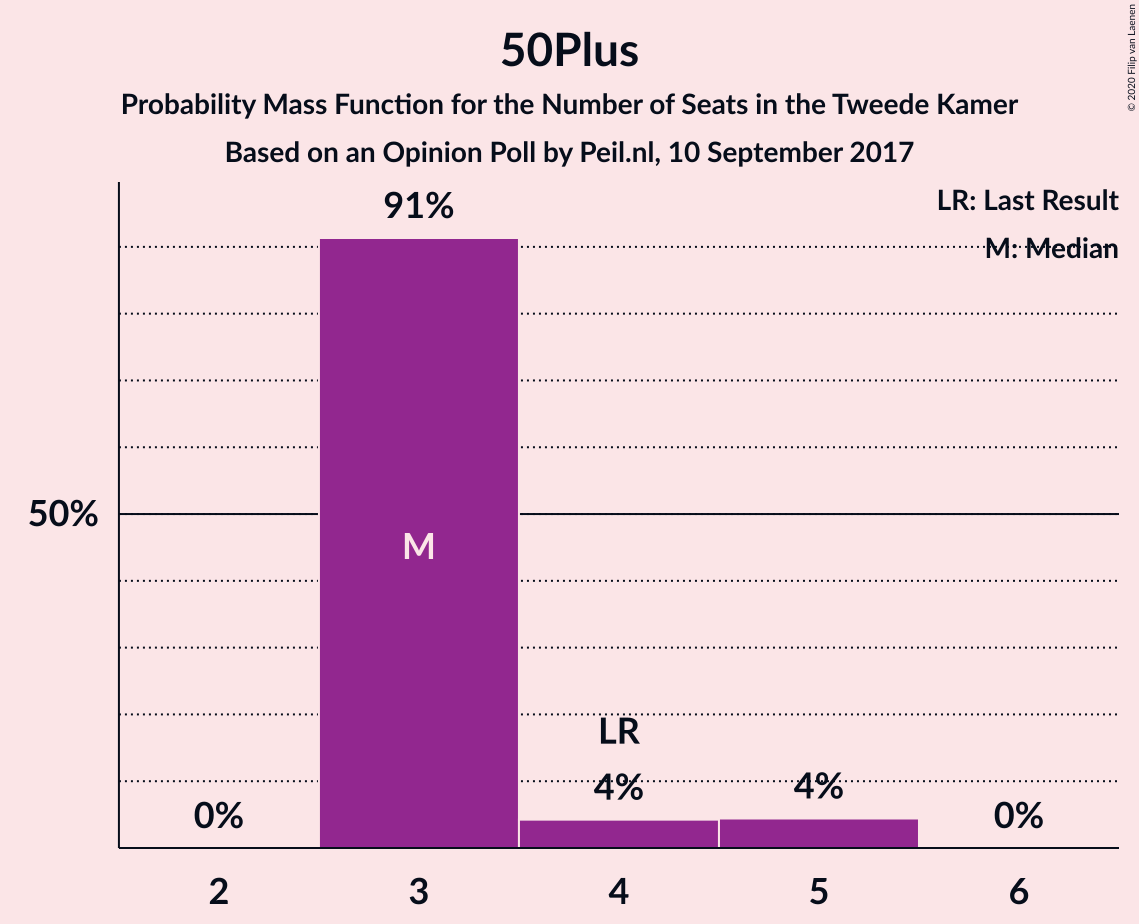 50Plus
Probability Mass Function for the Number of Seats in the Tweede Kamer
Based on an Opinion Poll by Peil.nl, 10 September 2017
© 2020 Filip van Laenen
LR: Last Result
M: Median
91%
50%
M
LR
4%
4%
0%
0%
2
3
4
5
6